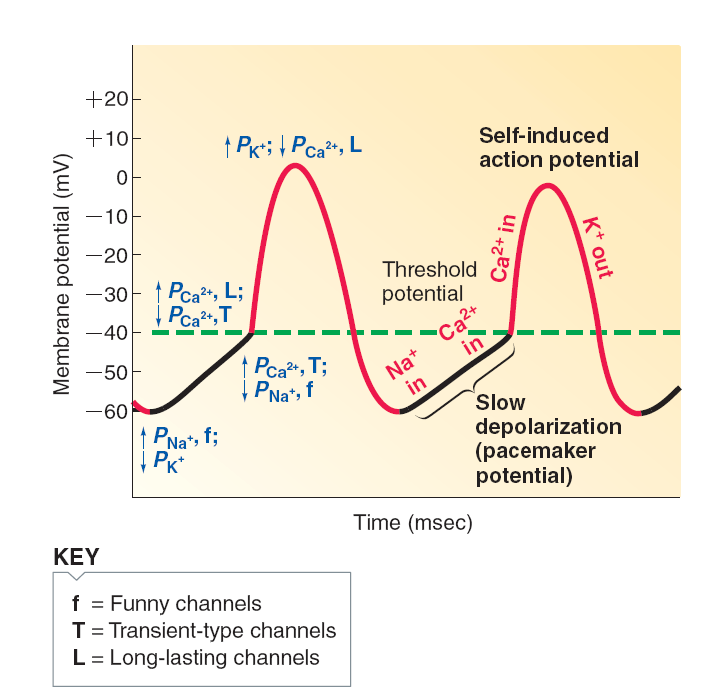 Membrane potential (mV)
+20
+10
0
−10
−20
−30
−40
−50
−60
↑ PK+; ↓ PCa2+, L
Self-induced
action potential
Ca2+ in
K+ out
Threshold
potential
↑ PCa2+, L;
↓ PCa2+,T
Na+
in
Ca2+
in
↑ PCa2+, T;
↓ PNa+, f
Slow
depolarization
(pacemaker
potential)
↑ PNa+, f;
↓ PK+
Time (msec)
KEY
f = Funny channels
T = Transient-type channels
L = Long-lasting channels